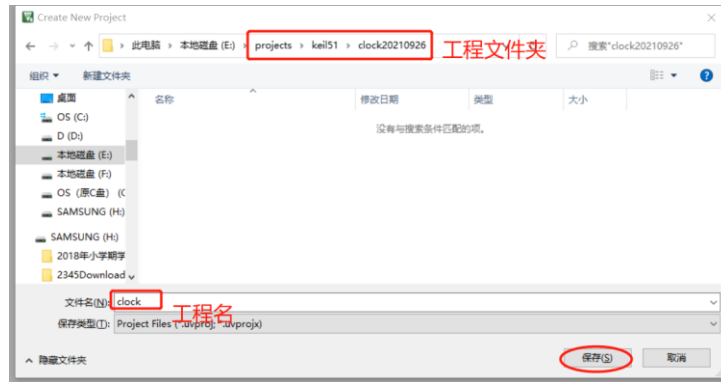 Create New Project
此电脑 › 本地磁盘 (E:) › projects › keil51 › clock20210926
工程文件夹
搜索"clock20210926"
组织 新建文件夹
名称 修改日期 类型 大小
没有与搜索条件匹配的项。
桌面
OS (C:)
D (D:)
本地磁盘 (E:)
本地磁盘 (F:)
OS（原C盘） (
SAMSUNG (H:)
SAMSUNG (H:)
2018年小学期学
2345Download
文件名(N): clock
工程名
保存类型(T): Project Files (*.uvproj; *.uvprojx)
隐藏文件夹
保存(S) 取消